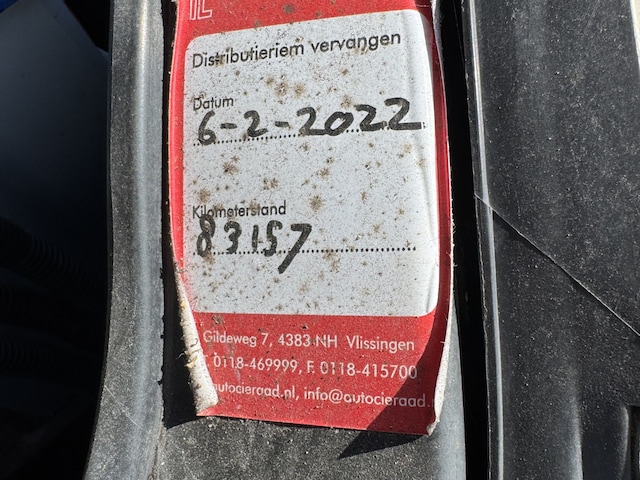 Distributieriem vervangen
Datum
6-2-2022
Kilometerstand
83157
Gildeweg 7, 4383 NH Vlissingen
0118-469999, F. 0118-415700
autocieraad.nl, info@autocieraad.